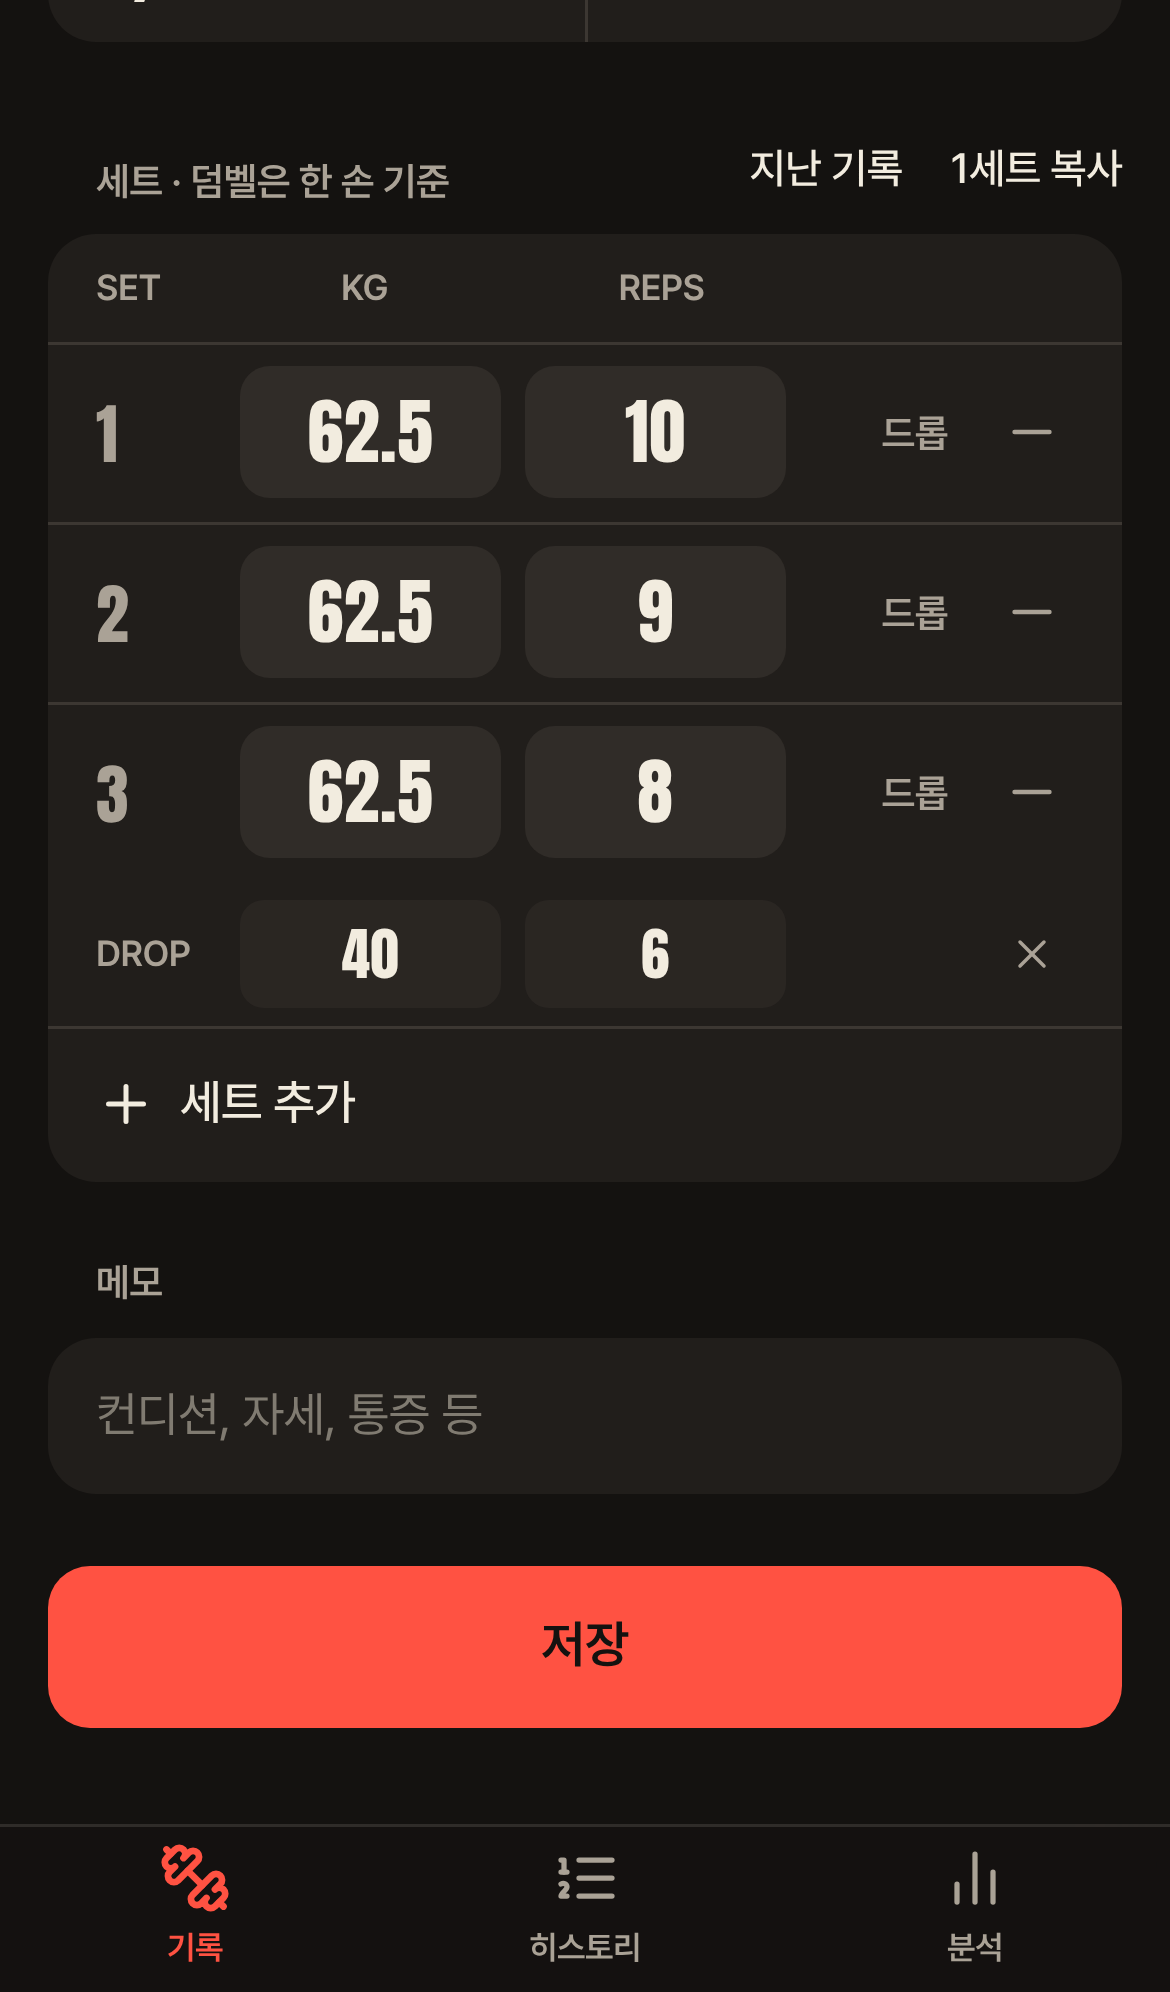 세트 · 덤벨은 한 손 기준 지난 기록 1세트 복사
SET KG REPS
1 62.5 10 드롭
2 62.5 9 드롭
3 62.5 8 드롭
DROP 40 6
세트 추가
메모
컨디션, 자세, 통증 등
저장
기록 히스토리 분석